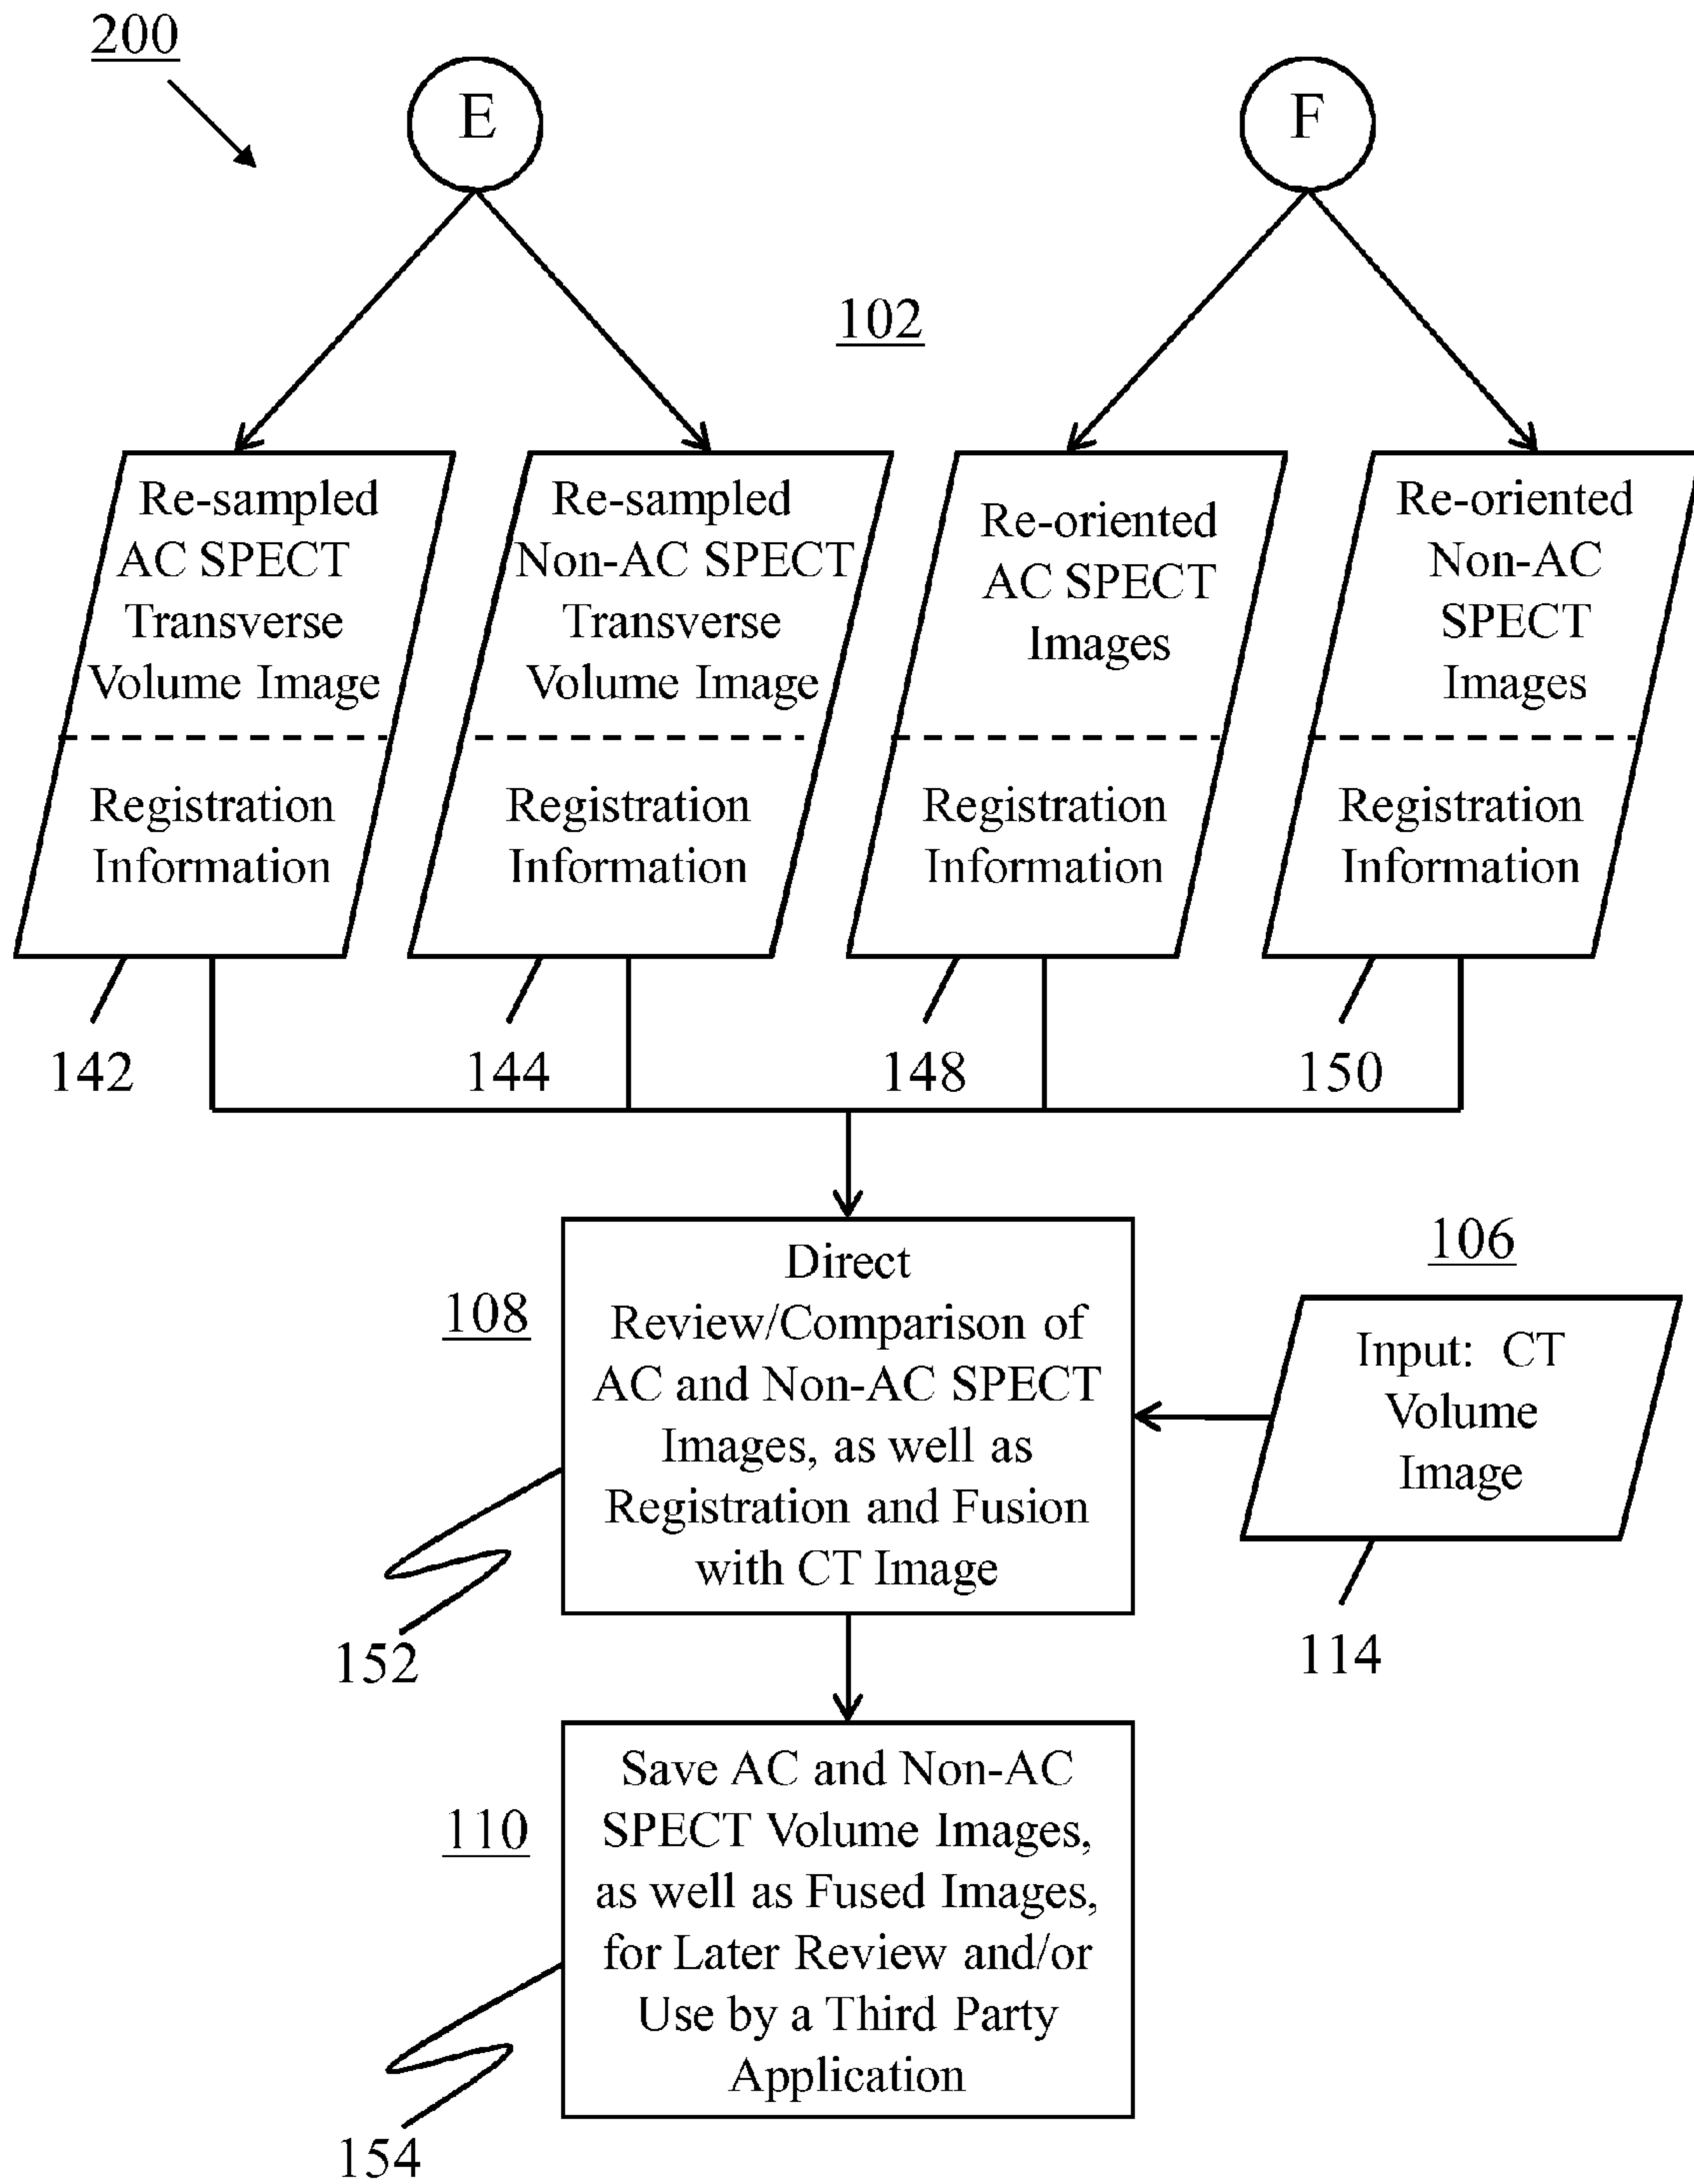 200
E
F
102
Re-sampled
AC SPECT
Transverse
Volume Image
Registration
Information
Re-sampled
Non-AC SPECT
Transverse
Volume Image
Registration
Information
Re-oriented
AC SPECT
Images
Registration
Information
Re-oriented
Non-AC
SPECT
Images
Registration
Information
142
144
148
150
108
Direct
Review/Comparison of
AC and Non-AC SPECT
Images, as well as
Registration and Fusion
with CT Image
106
Input: CT
Volume
Image
152
114
110
Save AC and Non-AC
SPECT Volume Images,
as well as Fused Images,
for Later Review and/or
Use by a Third Party
Application
154